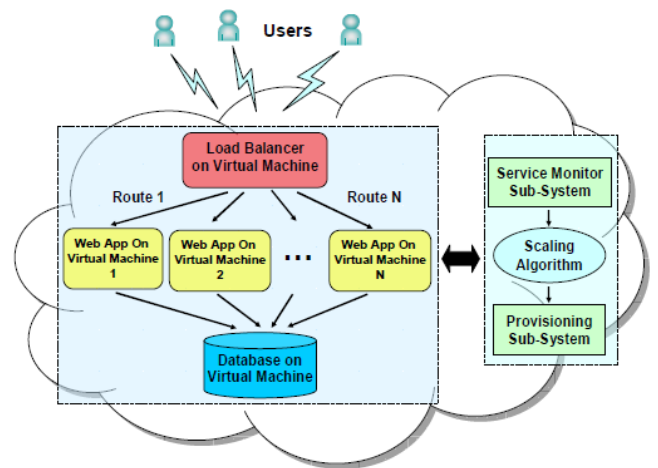 Users
Load Balancer
on Virtual Machine
Route 1
Route N
Web App On
Virtual Machine
1
Web App On
Virtual Machine
2
...
Web App On
Virtual Machine
N
Database on
Virtual Machine
Service Monitor
Sub-System
Scaling
Algorithm
Provisioning
Sub-System